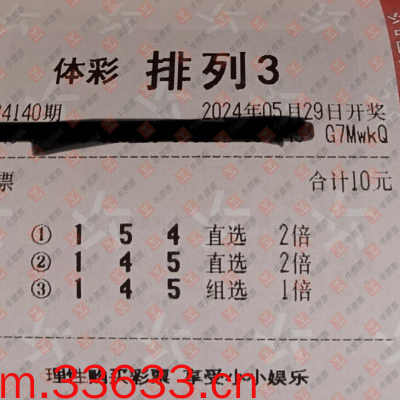 体彩 排列3
4140期 2024年05月29日开奖
G7MwkQ
票 合计10元
① 1 5 4 直选 2倍
② 1 4 5 直选 2倍
③ 1 4 5 组选 1倍
理性购买彩票 享受小小娱乐
m.33633.cn